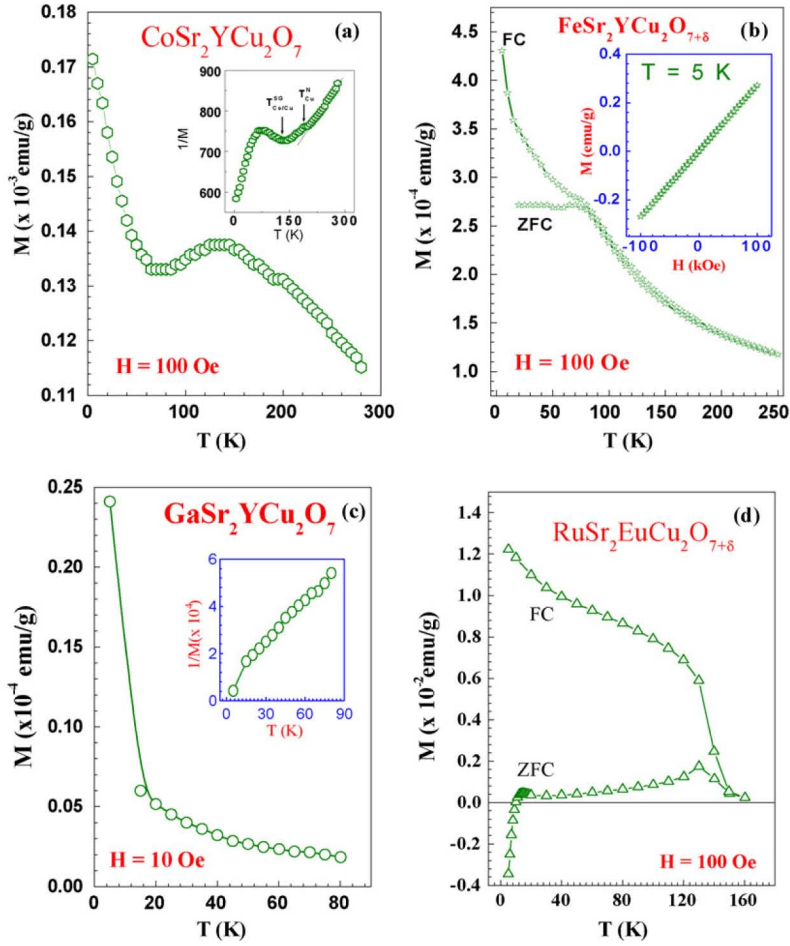 (a)
CoSr₂YCu₂O₇
0.18
0.17
0.16
0.15
0.14
0.13
0.12
0.11
M (x 10⁻³ emu/g)
900
800
700
600
1/M
T^SG Co/Cu
T^N Cu
0 150 300
T (K)
H = 100 Oe
0 100 200 300
T (K)
(b)
FeSr₂YCu₂O₇₊δ
4.5
4.0
3.5
3.0
2.5
2.0
1.5
1.0
M (x 10⁻⁴ emu/g)
FC
ZFC
T = 5 K
0.4
0.2
0.0
-0.2
M (emu/g)
-100 0 100
H (kOe)
H = 100 Oe
0 50 100 150 200 250
T (K)
(c)
GaSr₂YCu₂O₇
0.25
0.20
0.15
0.10
0.05
0.00
M (x10⁻⁴ emu/g)
6
4
2
0
1/M(x 10⁴)
0 30 60 90
T (K)
H = 10 Oe
0 20 40 60 80
T (K)
(d)
RuSr₂EuCu₂O₇₊δ
1.4
1.2
1.0
0.8
0.6
0.4
0.2
0.0
-0.2
-0.4
M (x 10⁻² emu/g)
FC
ZFC
H = 100 Oe
0 40 80 120 160
T (K)